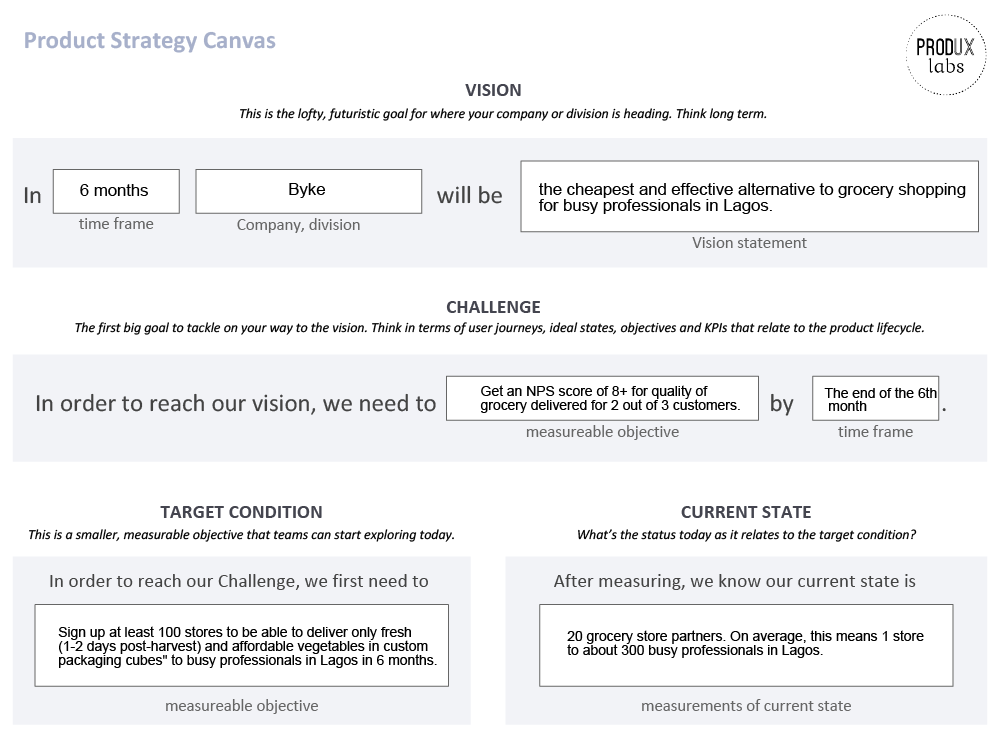 Product Strategy Canvas
PRODUX
labs
VISION
This is the lofty, futuristic goal for where your company or division is heading. Think long term.
In 6 months Byke will be the cheapest and effective alternative to grocery shopping
for busy professionals in Lagos.
time frame Company, division Vision statement
CHALLENGE
The first big goal to tackle on your way to the vision. Think in terms of user journeys, ideal states, objectives and KPIs that relate to the product lifecycle.
In order to reach our vision, we need to Get an NPS score of 8+ for quality of
grocery delivered for 2 out of 3 customers. by The end of the 6th
month .
measureable objective time frame
TARGET CONDITION
This is a smaller, measurable objective that teams can start exploring today.
In order to reach our Challenge, we first need to
Sign up at least 100 stores to be able to deliver only fresh
(1-2 days post-harvest) and affordable vegetables in custom
packaging cubes" to busy professionals in Lagos in 6 months.
measureable objective
CURRENT STATE
What's the status today as it relates to the target condition?
After measuring, we know our current state is
20 grocery store partners. On average, this means 1 store
to about 300 busy professionals in Lagos.
measurements of current state